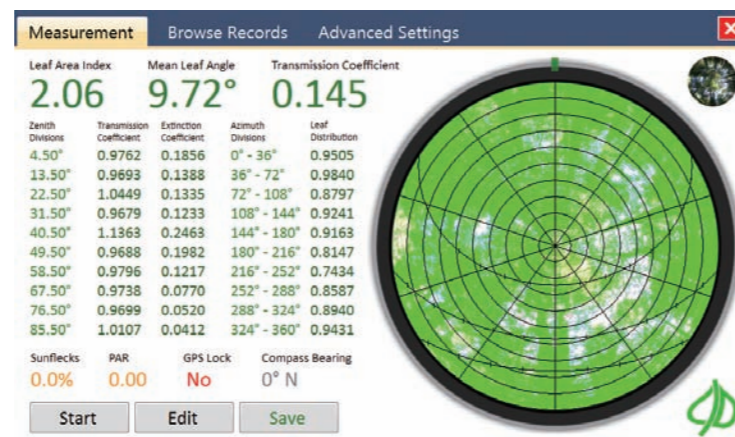 Measurement Browse Records Advanced Settings
Leaf Area Index Mean Leaf Angle Transmission Coefficient
2.06 9.72° 0.145
Zenith Divisions Transmission Coefficient Extinction Coefficient Azimuth Divisions Leaf Distribution
4.50° 0.9762 0.1856 0° - 36° 0.9505
13.50° 0.9693 0.1388 36° - 72° 0.9840
22.50° 1.0449 0.1335 72° - 108° 0.8797
31.50° 0.9679 0.1233 108° - 144° 0.9241
40.50° 1.1363 0.2463 144° - 180° 0.9163
49.50° 0.9688 0.1982 180° - 216° 0.8147
58.50° 0.9796 0.1217 216° - 252° 0.7434
67.50° 0.9738 0.0770 252° - 288° 0.8587
76.50° 0.9699 0.0520 288° - 324° 0.8940
85.50° 1.0107 0.0412 324° - 360° 0.9431
Sunflecks PAR GPS Lock Compass Bearing
0.0% 0.00 No 0° N
Start Edit Save